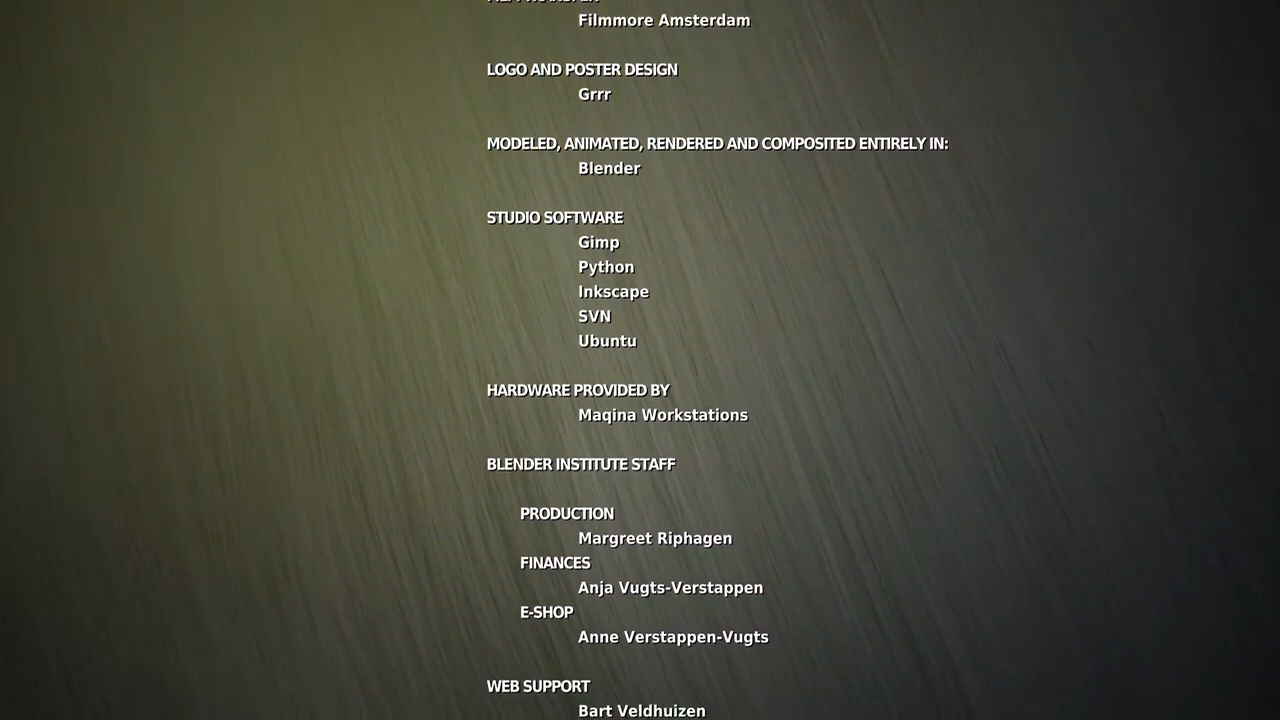 Filmmore Amsterdam
LOGO AND POSTER DESIGN
Grrr
MODELED, ANIMATED, RENDERED AND COMPOSITED ENTIRELY IN:
Blender
STUDIO SOFTWARE
Gimp
Python
Inkscape
SVN
Ubuntu
HARDWARE PROVIDED BY
Maqina Workstations
BLENDER INSTITUTE STAFF
PRODUCTION
Margreet Riphagen
FINANCES
Anja Vugts-Verstappen
E-SHOP
Anne Verstappen-Vugts
WEB SUPPORT
Bart Veldhuizen